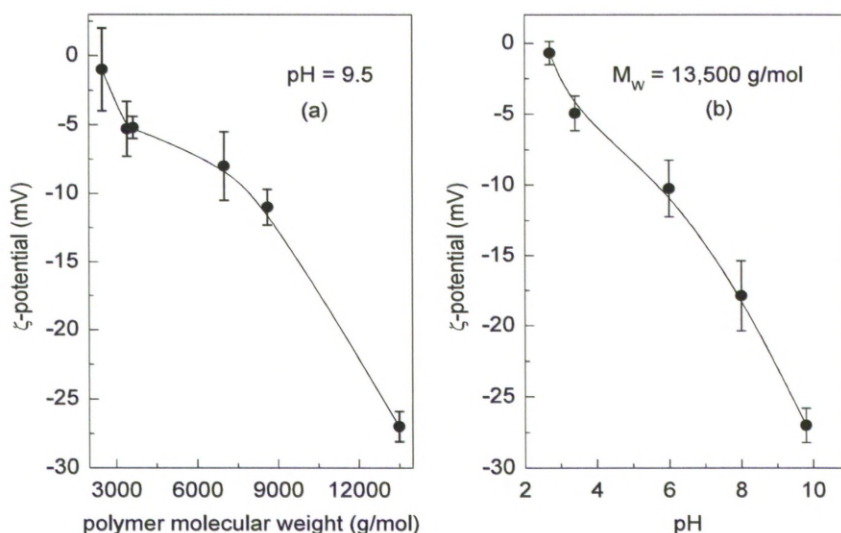 0
-5
-10
-15
-20
-25
-30
ζ-potential (mV)
pH = 9.5
(a)
3000 6000 9000 12000
polymer molecular weight (g/mol)
0
-5
-10
-15
-20
-25
-30
ζ-potential (mV)
M_W = 13,500 g/mol
(b)
2 4 6 8 10
pH